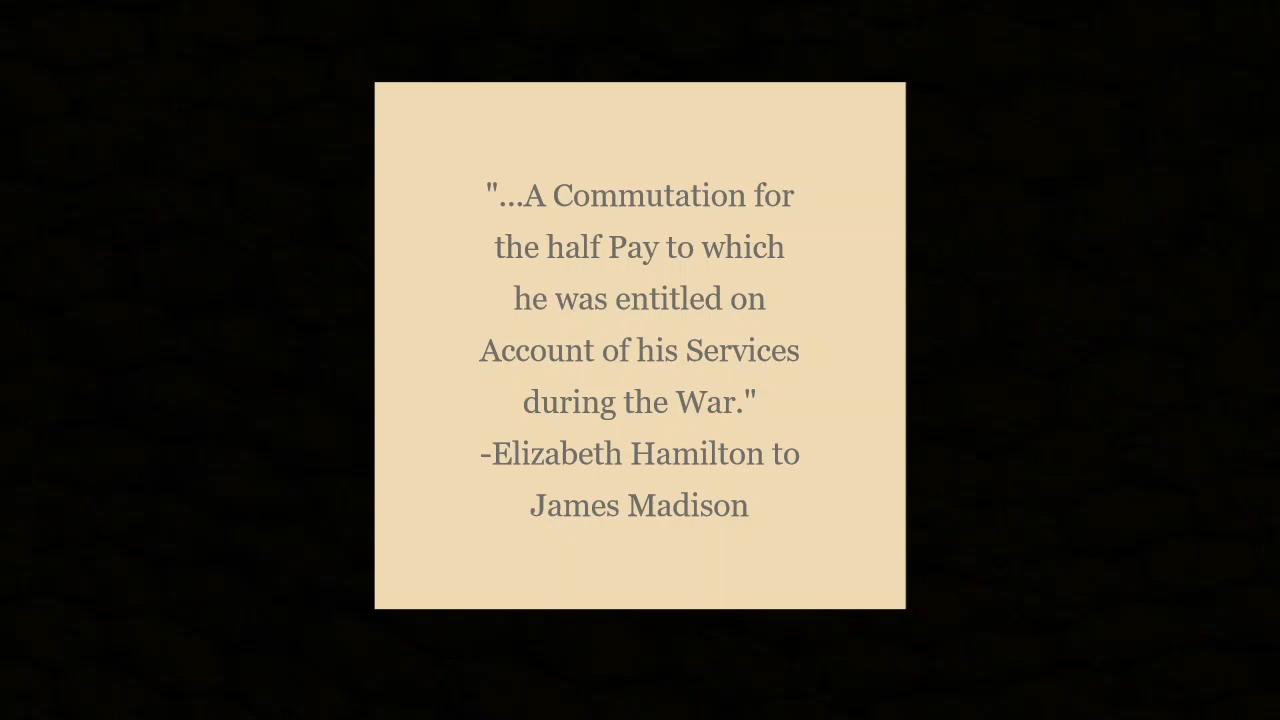 "...A Commutation for
the half Pay to which
he was entitled on
Account of his Services
during the War."
-Elizabeth Hamilton to
James Madison